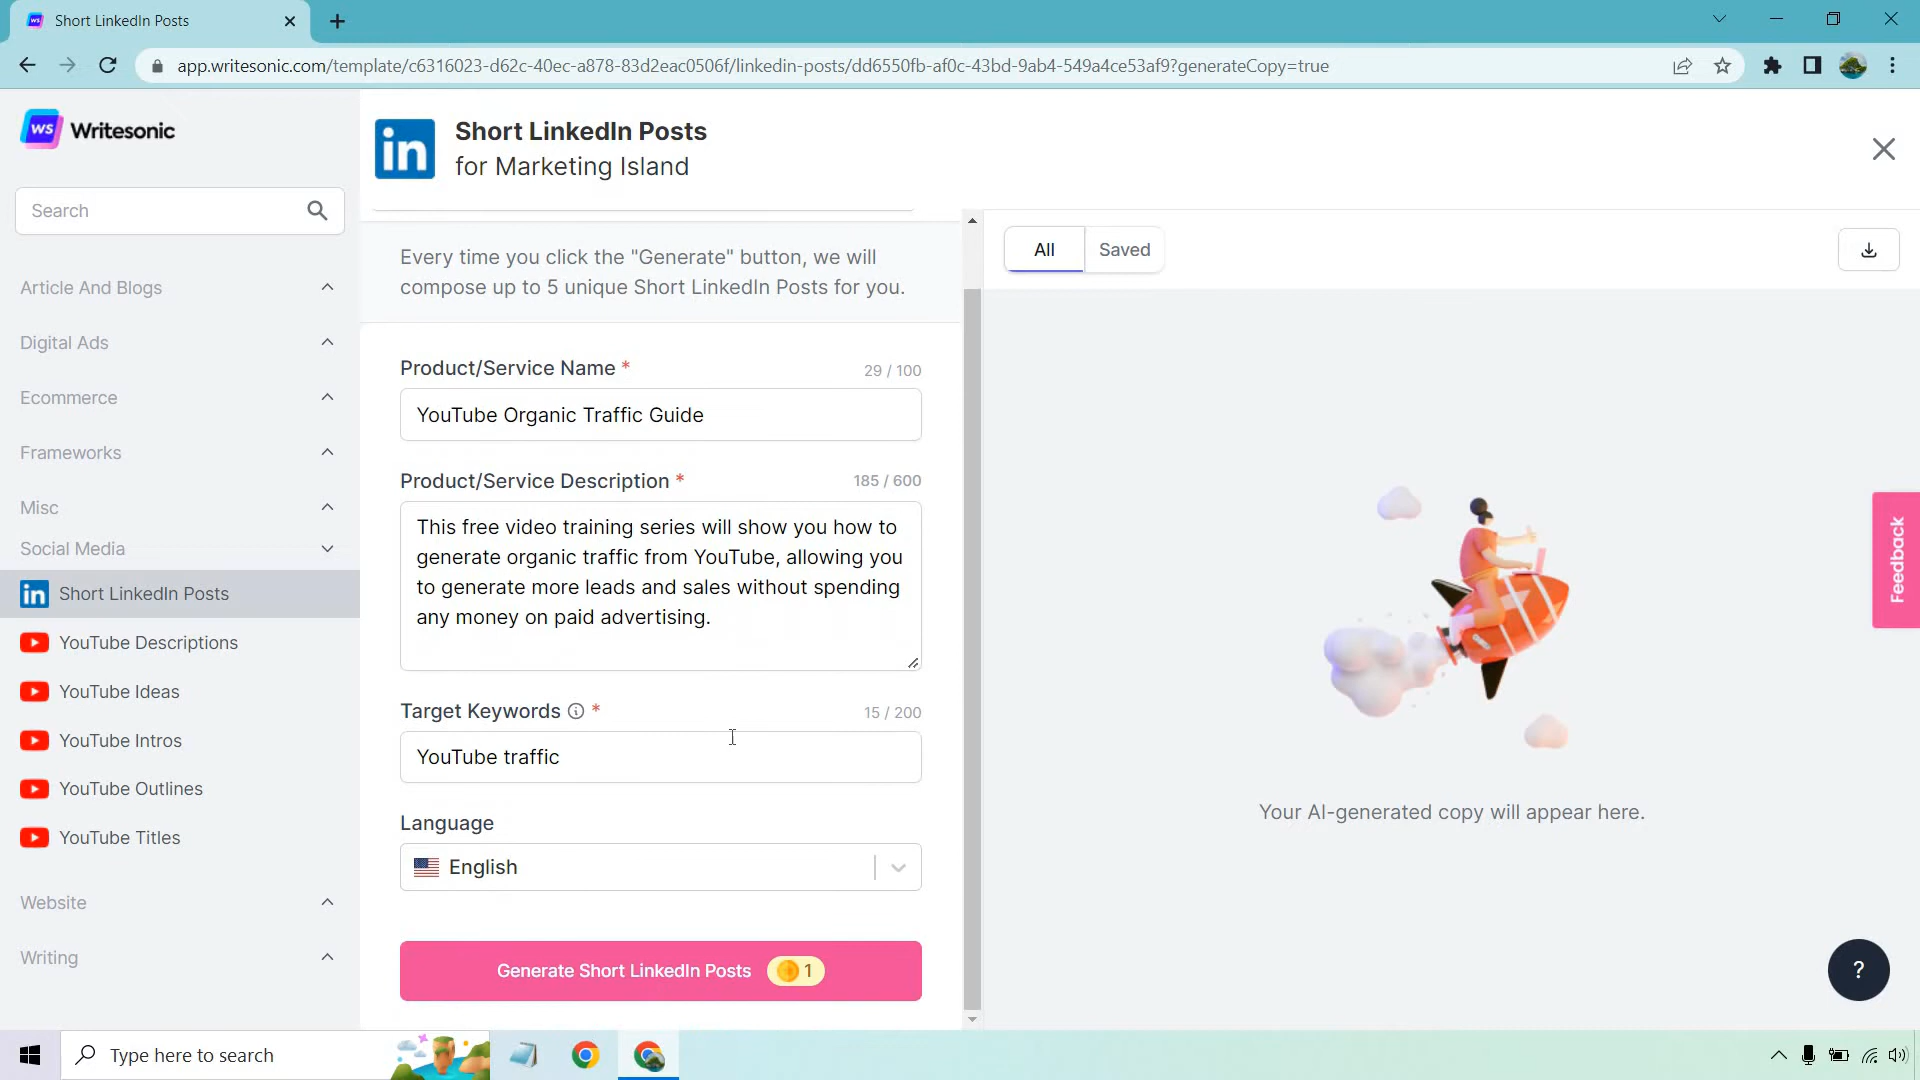 Short LinkedIn Posts
app.writesonic.com/template/c6316023-d62c-40ec-a878-83d2eac0506f/linkedin-posts/dd6550fb-af0c-43bd-9ab4-549a4ce53af9?generateCopy=true
WS Writesonic
Search
Article And Blogs
Digital Ads
Ecommerce
Frameworks
Misc
Social Media
in Short LinkedIn Posts
YouTube Descriptions
YouTube Ideas
YouTube Intros
YouTube Outlines
YouTube Titles
Website
Writing
in
Short LinkedIn Posts
for Marketing Island
Every time you click the "Generate" button, we will
compose up to 5 unique Short LinkedIn Posts for you.
Product/Service Name * 29 / 100
YouTube Organic Traffic Guide
Product/Service Description * 185 / 600
This free video training series will show you how to
generate organic traffic from YouTube, allowing you
to generate more leads and sales without spending
any money on paid advertising.
Target Keywords * 15 / 200
YouTube traffic
Language
English
Generate Short LinkedIn Posts 1
All Saved
Your AI-generated copy will appear here.
Feedback
?
Type here to search